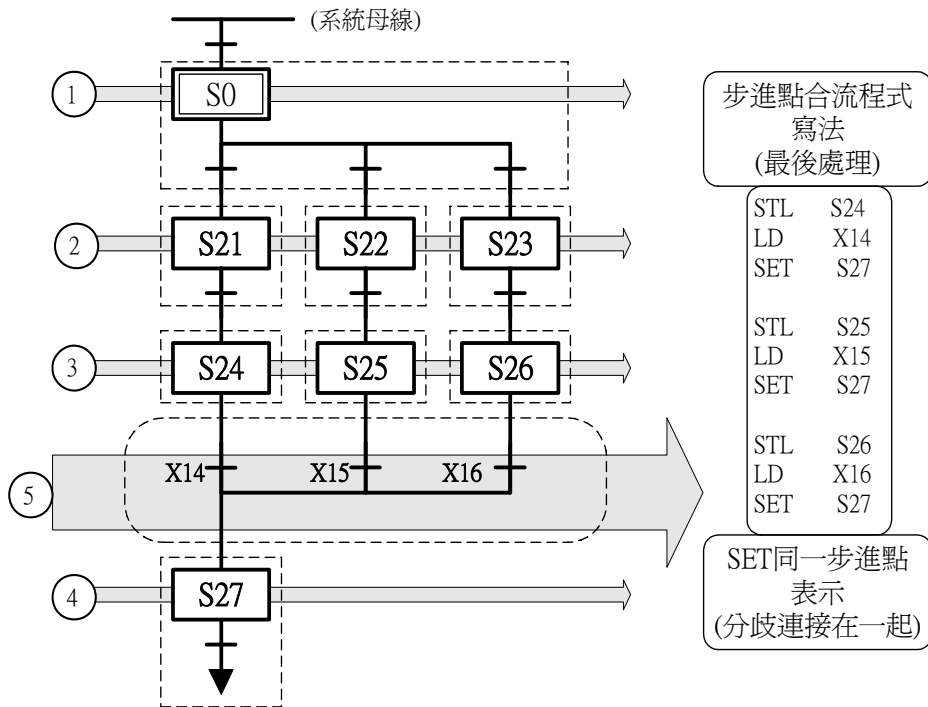 (系統母線)
1
S0
步進點合流程式
寫法
(最後處理)
2
S21
S22
S23
STL S24
LD X14
SET S27
3
S24
S25
S26
STL S25
LD X15
SET S27
5
X14
X15
X16
STL S26
LD X16
SET S27
4
S27
SET同一步進點
表示
(分歧連接在一起)